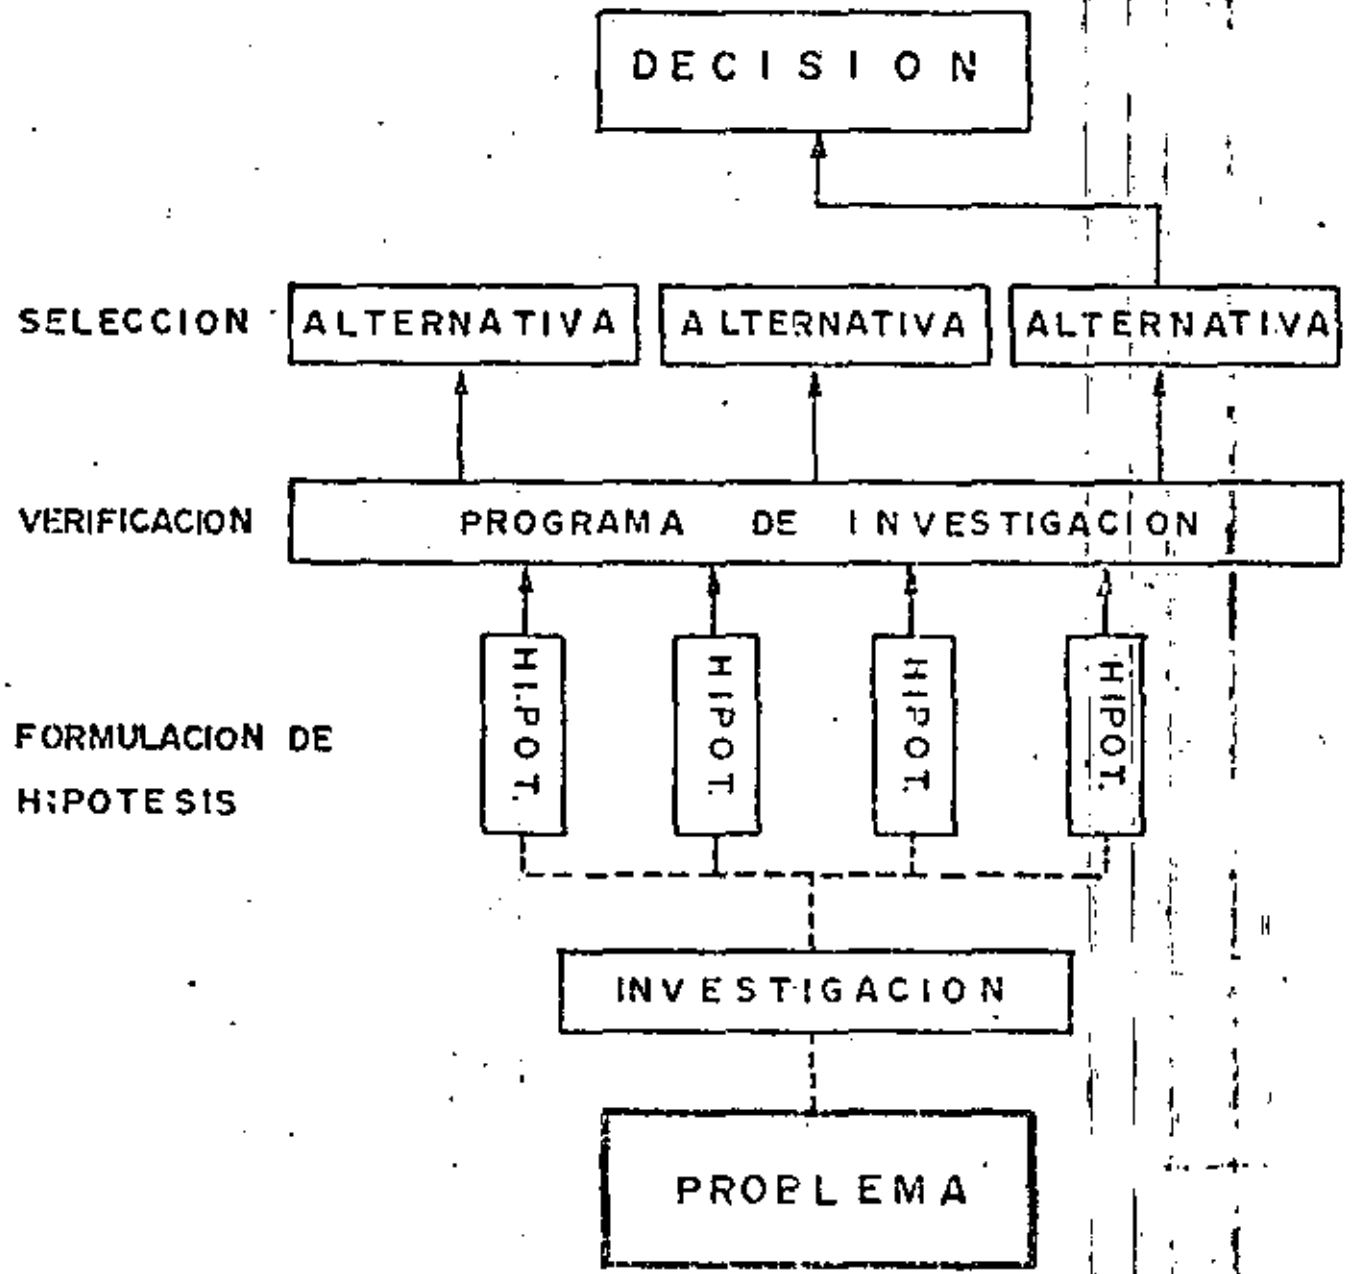 DECISION
SELECCION
ALTERNATIVA
ALTERNATIVA
ALTERNATIVA
VERIFICACION
PROGRAMA DE INVESTIGACION
FORMULACION DE
HIPOTESIS
HIPOT.
HIPOT.
HIPOT.
HIPOT.
INVESTIGACION
PROBLEMA